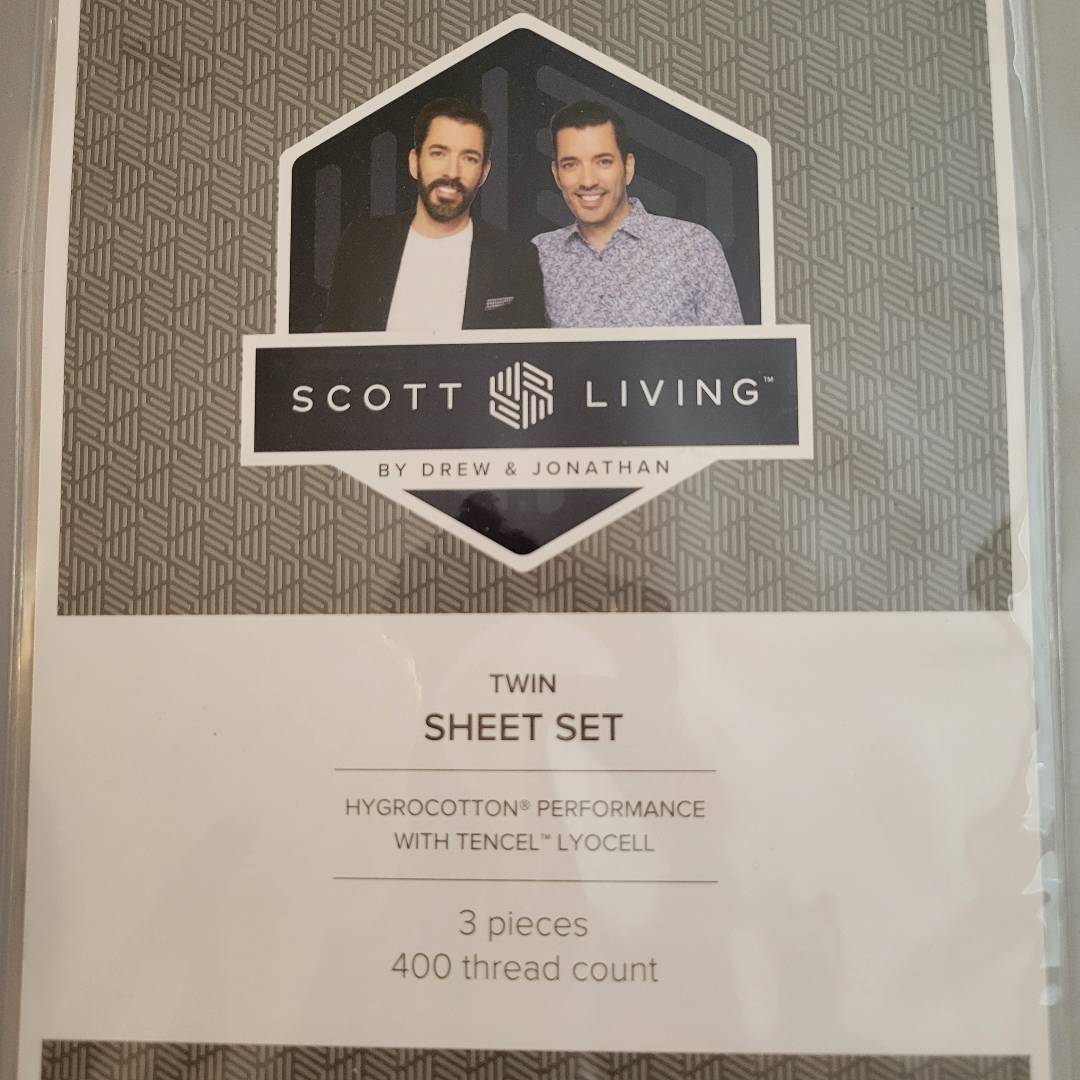 SCOTT LIVING™
BY DREW & JONATHAN
TWIN
SHEET SET
HYGROCOTTON® PERFORMANCE
WITH TENCEL™ LYOCELL
3 pieces
400 thread count